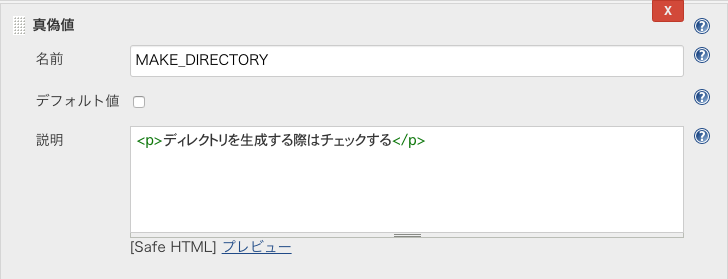 X
真偽値
?
名前
MAKE_DIRECTORY
?
デフォルト値
?
説明
<p>ディレクトリを生成する際はチェックする</p>
?
[Safe HTML] プレビュー